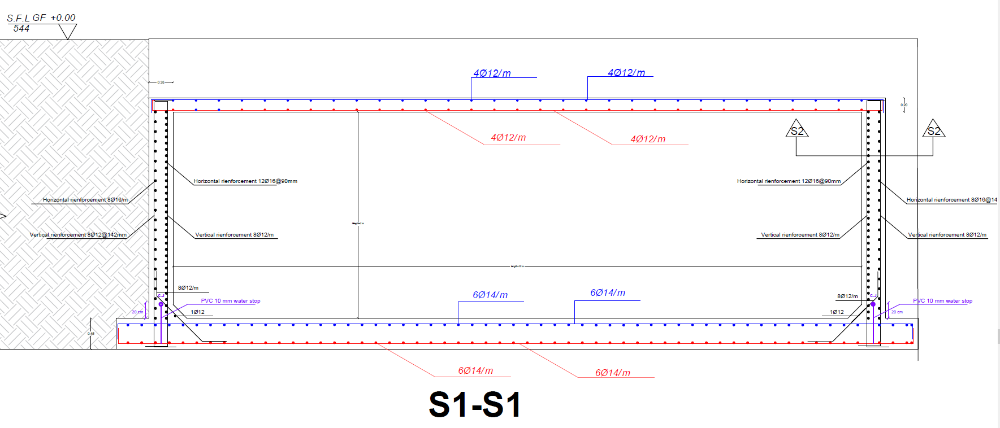 S.F.L GF +0.00
544
4Ø12/m
4Ø12/m
0.35
0.20
4Ø12/m
4Ø12/m
S2
S2
Horizontal rienforcement 12Ø16@90mm
Horizontal rienforcement 12Ø16@90mm
Horizontal rienforcement 8Ø16/m
Horizontal rienforcement 8Ø16@14
Vertical rienforcement 8Ø12@142mm
Vertical rienforcement 8Ø12/m
Vertical rienforcement 8Ø12/m
Vertical rienforcement 8Ø12/m
8Ø12/m
6Ø14/m
6Ø14/m
8Ø12/m
C.J
C.J
PVC 10 mm water stop
PVC 10 mm water stop
20 cm
1Ø12
1Ø12
20 cm
0.45
6Ø14/m
6Ø14/m
S1-S1